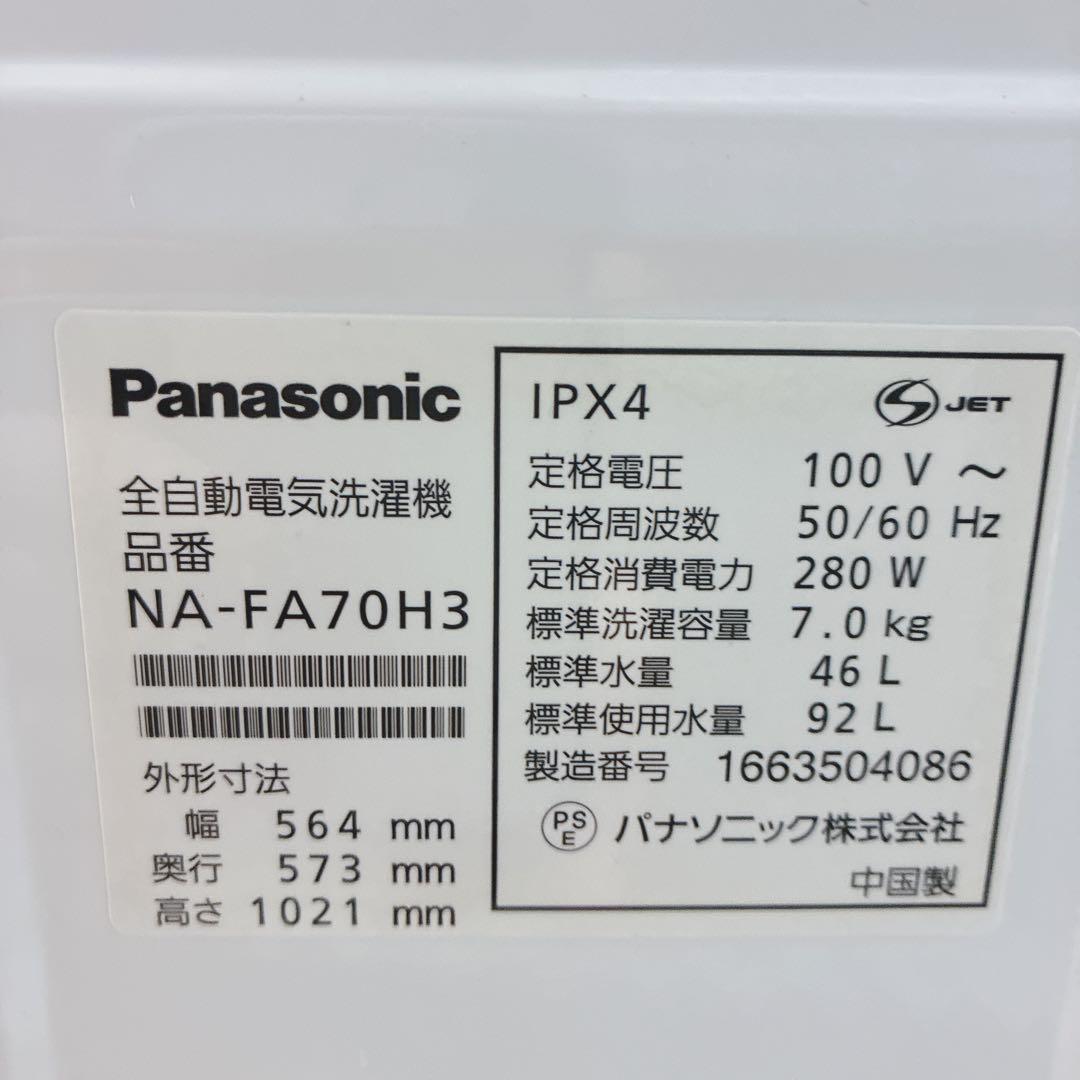 Panasonic
全自動電気洗濯機
品番
NA-FA70H3
外形寸法
幅 564 mm
奥行 573 mm
高さ 1021 mm
IPX4
S JET
定格電圧 100 V ～
定格周波数 50/60 Hz
定格消費電力 280 W
標準洗濯容量 7.0 kg
標準水量 46 L
標準使用水量 92 L
製造番号 1663504086
PS E パナソニック株式会社
中国製